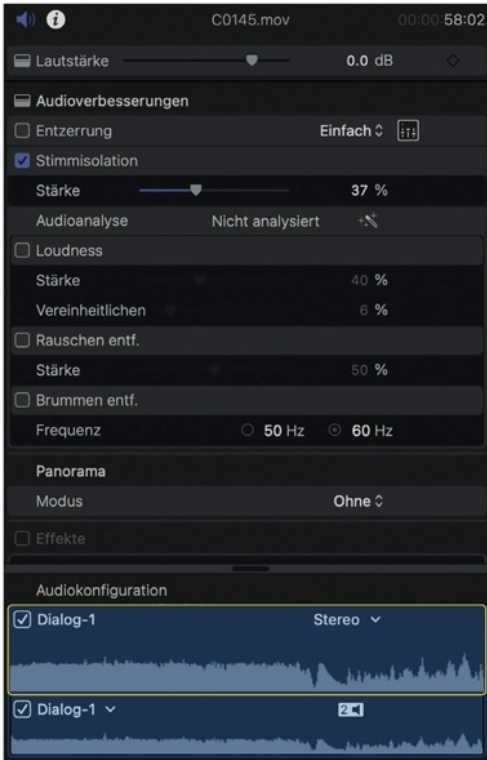 C0145.mov 00:00:58:02
Lautstärke 0.0 dB
Audioverbesserungen
Entzerrung Einfach
Stimmisolation
Stärke 37 %
Audioanalyse Nicht analysiert
Loudness
Stärke 40 %
Vereinheitlichen 6 %
Rauschen entf.
Stärke 50 %
Brummen entf.
Frequenz 50 Hz 60 Hz
Panorama
Modus Ohne
Effekte
Audiokonfiguration
Dialog-1 Stereo
Dialog-1 2